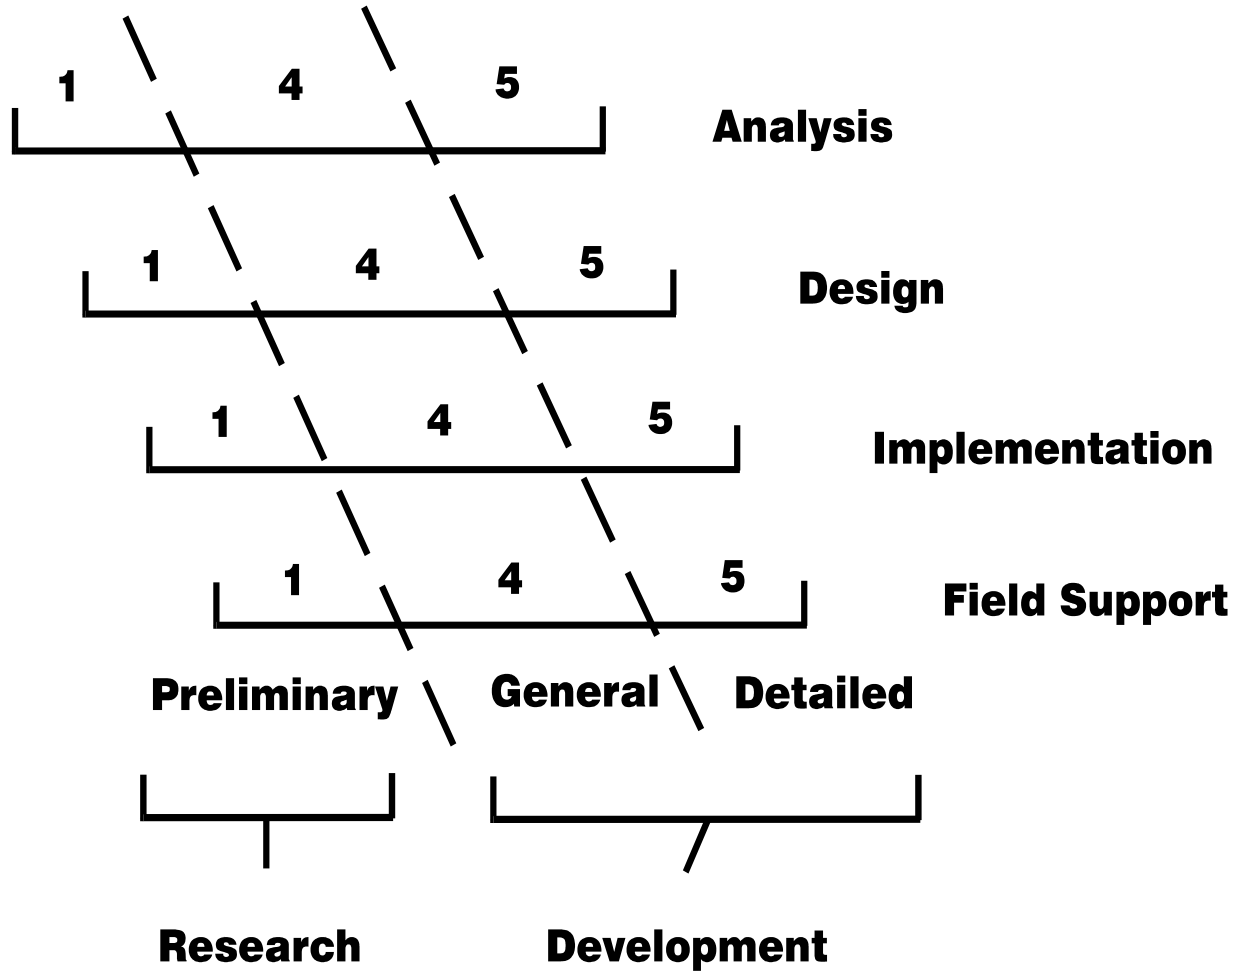 1 4 5
Analysis
1 4 5
Design
1 4 5
Implementation
1 4 5
Field Support
Preliminary General Detailed
Research Development